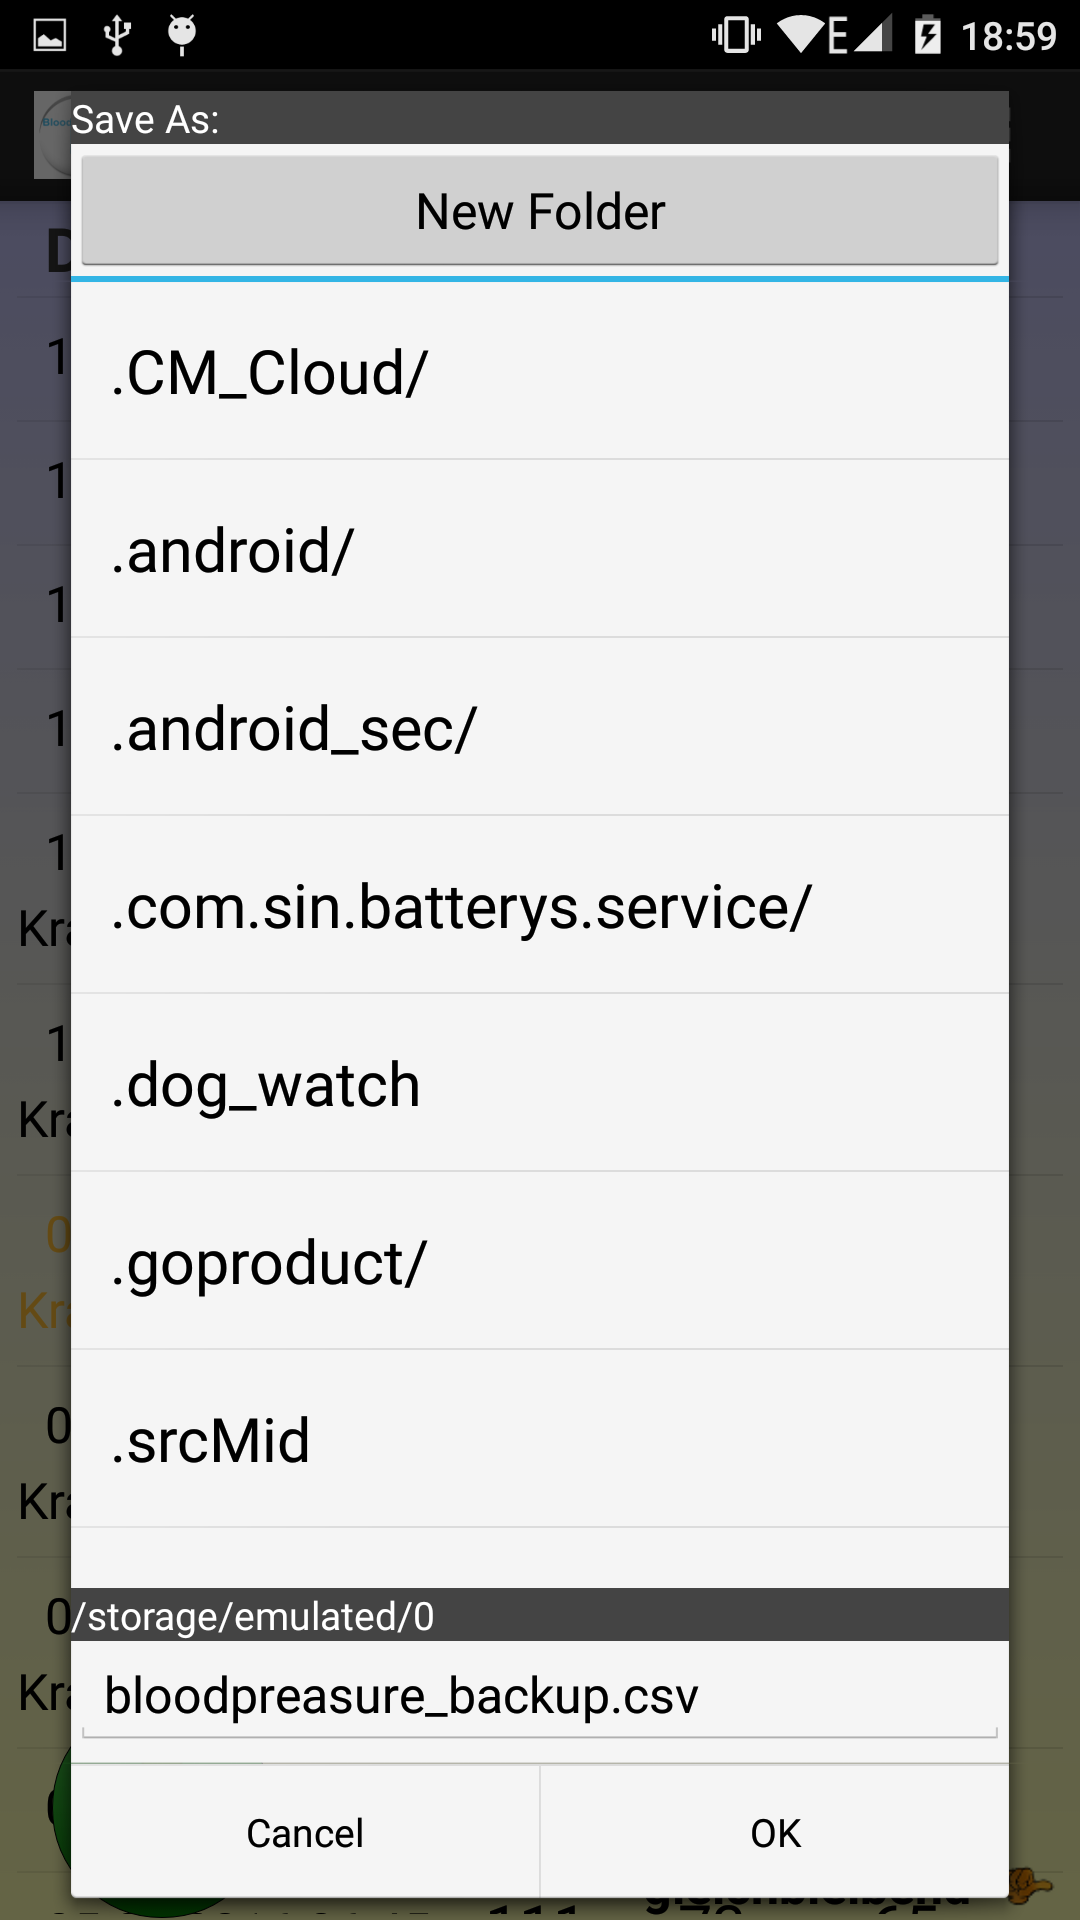 18:59
Save As:
New Folder
.CM_Cloud/
.android/
.android_sec/
.com.sin.batterys.service/
.dog_watch
.goproduct/
.srcMid
/storage/emulated/0
bloodpreasure_backup.csv
Cancel
OK